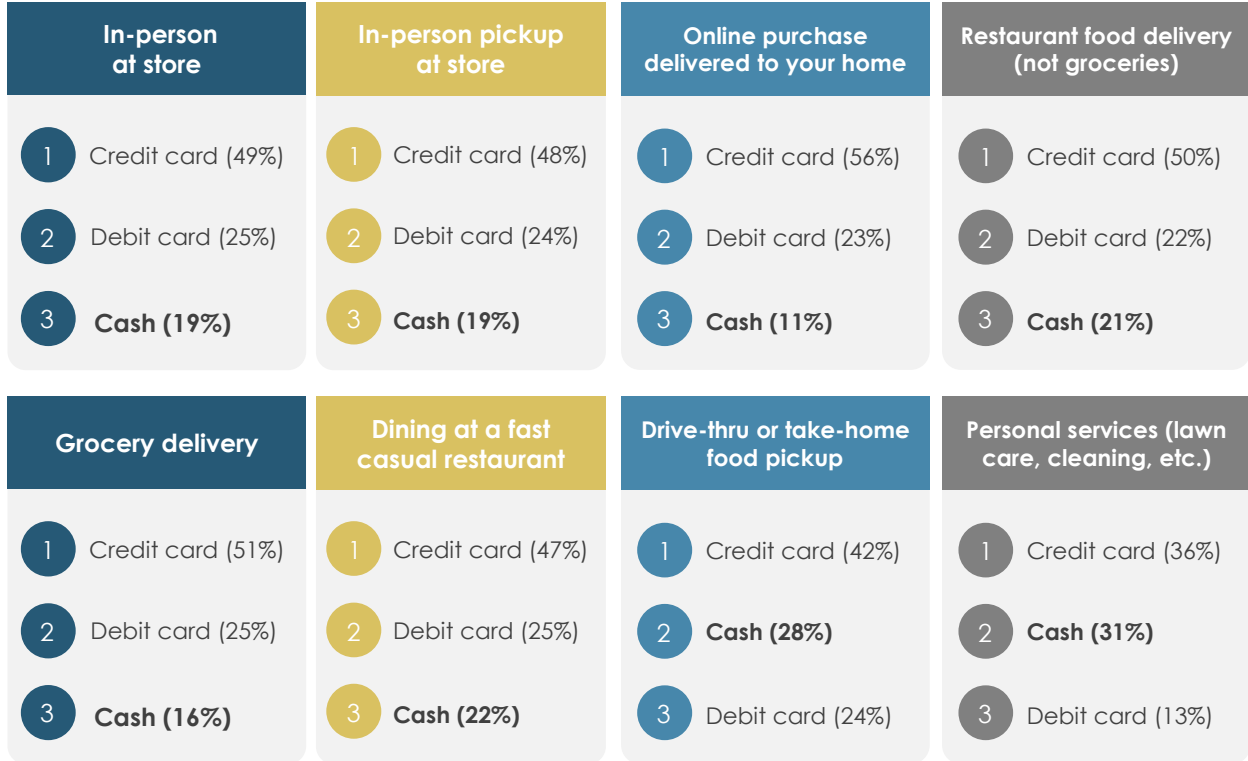 In-person
at store
1 Credit card (49%)
2 Debit card (25%)
3 Cash (19%)
In-person pickup
at store
1 Credit card (48%)
2 Debit card (24%)
3 Cash (19%)
Online purchase
delivered to your home
1 Credit card (56%)
2 Debit card (23%)
3 Cash (11%)
Restaurant food delivery
(not groceries)
1 Credit card (50%)
2 Debit card (22%)
3 Cash (21%)
Grocery delivery
1 Credit card (51%)
2 Debit card (25%)
3 Cash (16%)
Dining at a fast
casual restaurant
1 Credit card (47%)
2 Debit card (25%)
3 Cash (22%)
Drive-thru or take-home
food pickup
1 Credit card (42%)
2 Cash (28%)
3 Debit card (24%)
Personal services (lawn
care, cleaning, etc.)
1 Credit card (36%)
2 Cash (31%)
3 Debit card (13%)